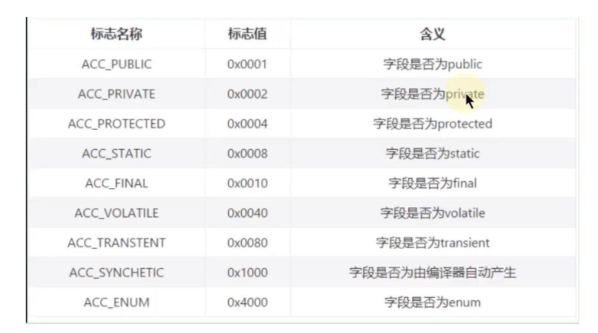 标志名称 标志值 含义
ACC_PUBLIC 0x0001 字段是否为public
ACC_PRIVATE 0x0002 字段是否为private
ACC_PROTECTED 0x0004 字段是否为protected
ACC_STATIC 0x0008 字段是否为static
ACC_FINAL 0x0010 字段是否为final
ACC_VOLATILE 0x0040 字段是否为volatile
ACC_TRANSTENT 0x0080 字段是否为transient
ACC_SYNCHETIC 0x1000 字段是否为由编译器自动产生
ACC_ENUM 0x4000 字段是否为enum